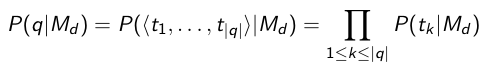 P(q|M_d) = P(⟨t_1, . . . , t_{|q|}⟩|M_d) = ∏_{1≤k≤|q|} P(t_k|M_d)